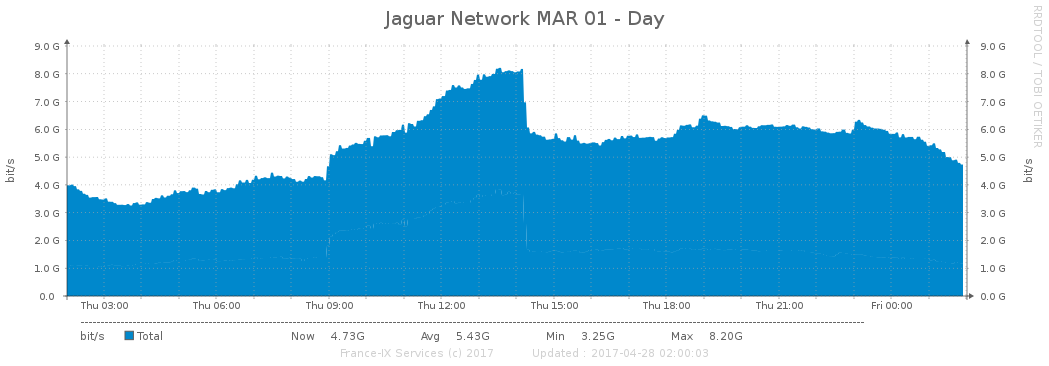 Jaguar Network MAR 01 - Day
RRDTOOL / TOBI OETIKER
bit/s
9.0 G
8.0 G
7.0 G
6.0 G
5.0 G
4.0 G
3.0 G
2.0 G
1.0 G
0.0
9.0 G
8.0 G
7.0 G
6.0 G
5.0 G
4.0 G
3.0 G
2.0 G
1.0 G
0.0 G
bit/s
Thu 03:00 Thu 06:00 Thu 09:00 Thu 12:00 Thu 15:00 Thu 18:00 Thu 21:00 Fri 00:00
bit/s Total Now 4.73G Avg 5.43G Min 3.25G Max 8.20G
France-IX Services (c) 2017 Updated : 2017-04-28 02:00:03